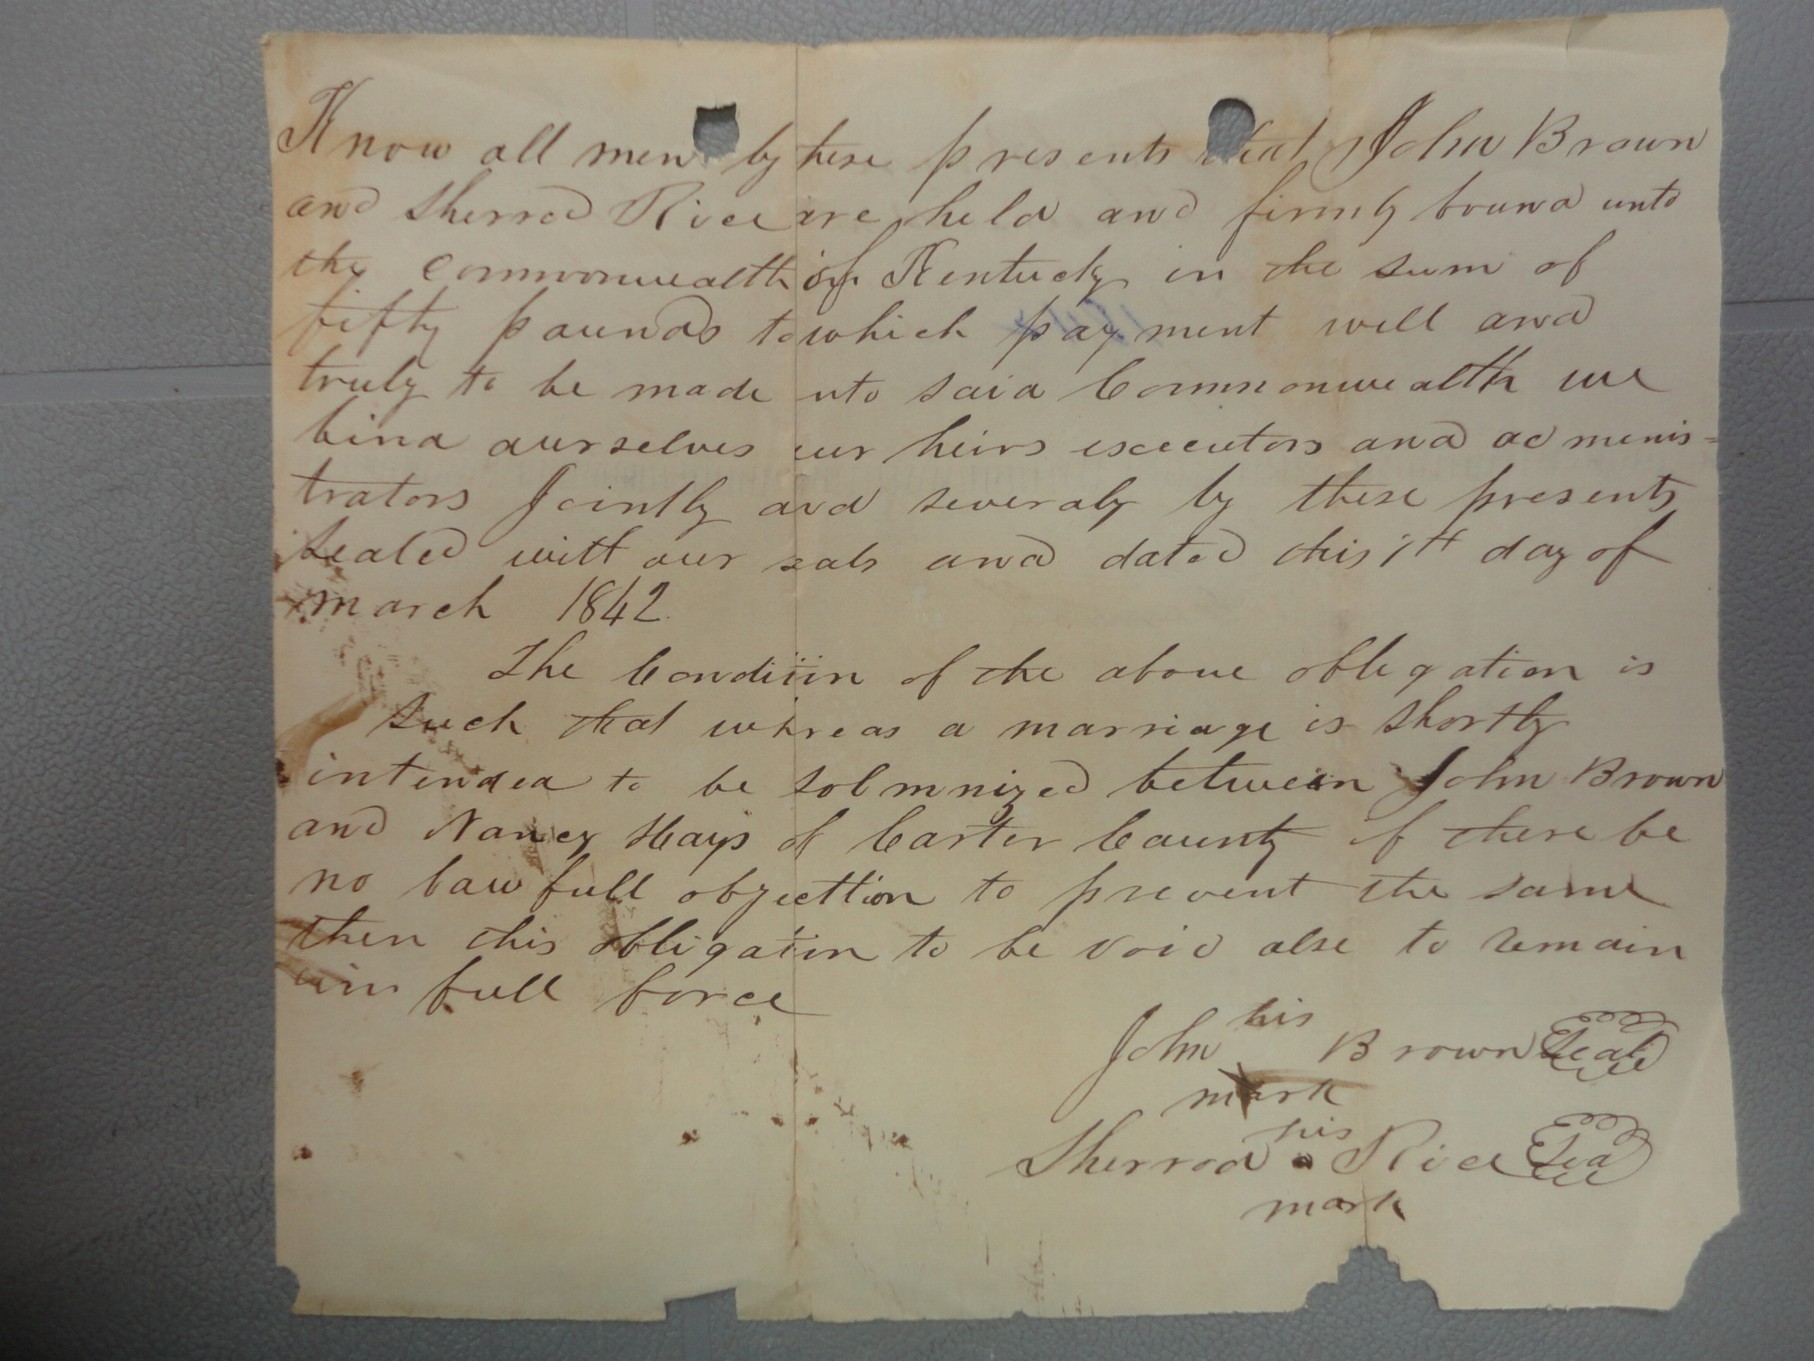 Know all men by these presents that John Brown
and Sherrod Rice are held and firmly bound unto
the commonwealth of Kentucky in the sum of
fifty pounds to which payment well and
truly to be made unto said Commonwealth we
bind ourselves our heirs executors and adminis=
trators Jointly and severaly by these presents
sealed with our seals and dated this 1th day of
march 1842
The Condition of the above obligation is
such that whreas a marriage is shortly
intended to be solmnized between John Brown
and Nancy Hays of Carter County if there be
no lawfull objecttion to prevent the same
then this obligation to be void alse to remain
in full force
his
John Brown Seal
mark
his
Sherrod Rice Seal
mark